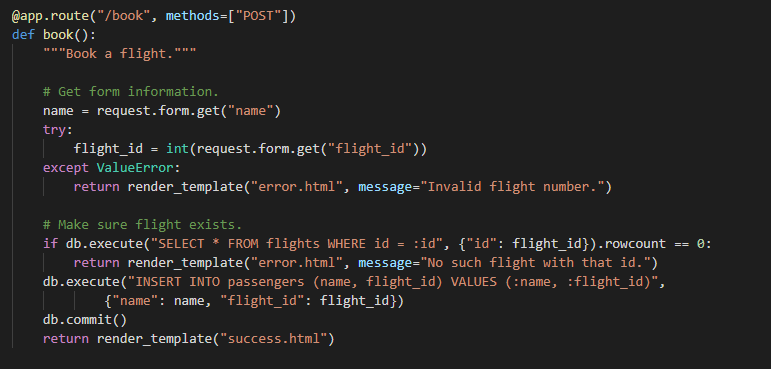 @app.route("/book", methods=["POST"])
def book():
    """Book a flight."""

    # Get form information.
    name = request.form.get("name")
    try:
        flight_id = int(request.form.get("flight_id"))
    except ValueError:
        return render_template("error.html", message="Invalid flight number.")

    # Make sure flight exists.
    if db.execute("SELECT * FROM flights WHERE id = :id", {"id": flight_id}).rowcount == 0:
        return render_template("error.html", message="No such flight with that id.")
    db.execute("INSERT INTO passengers (name, flight_id) VALUES (:name, :flight_id)",
            {"name": name, "flight_id": flight_id})
    db.commit()
    return render_template("success.html")